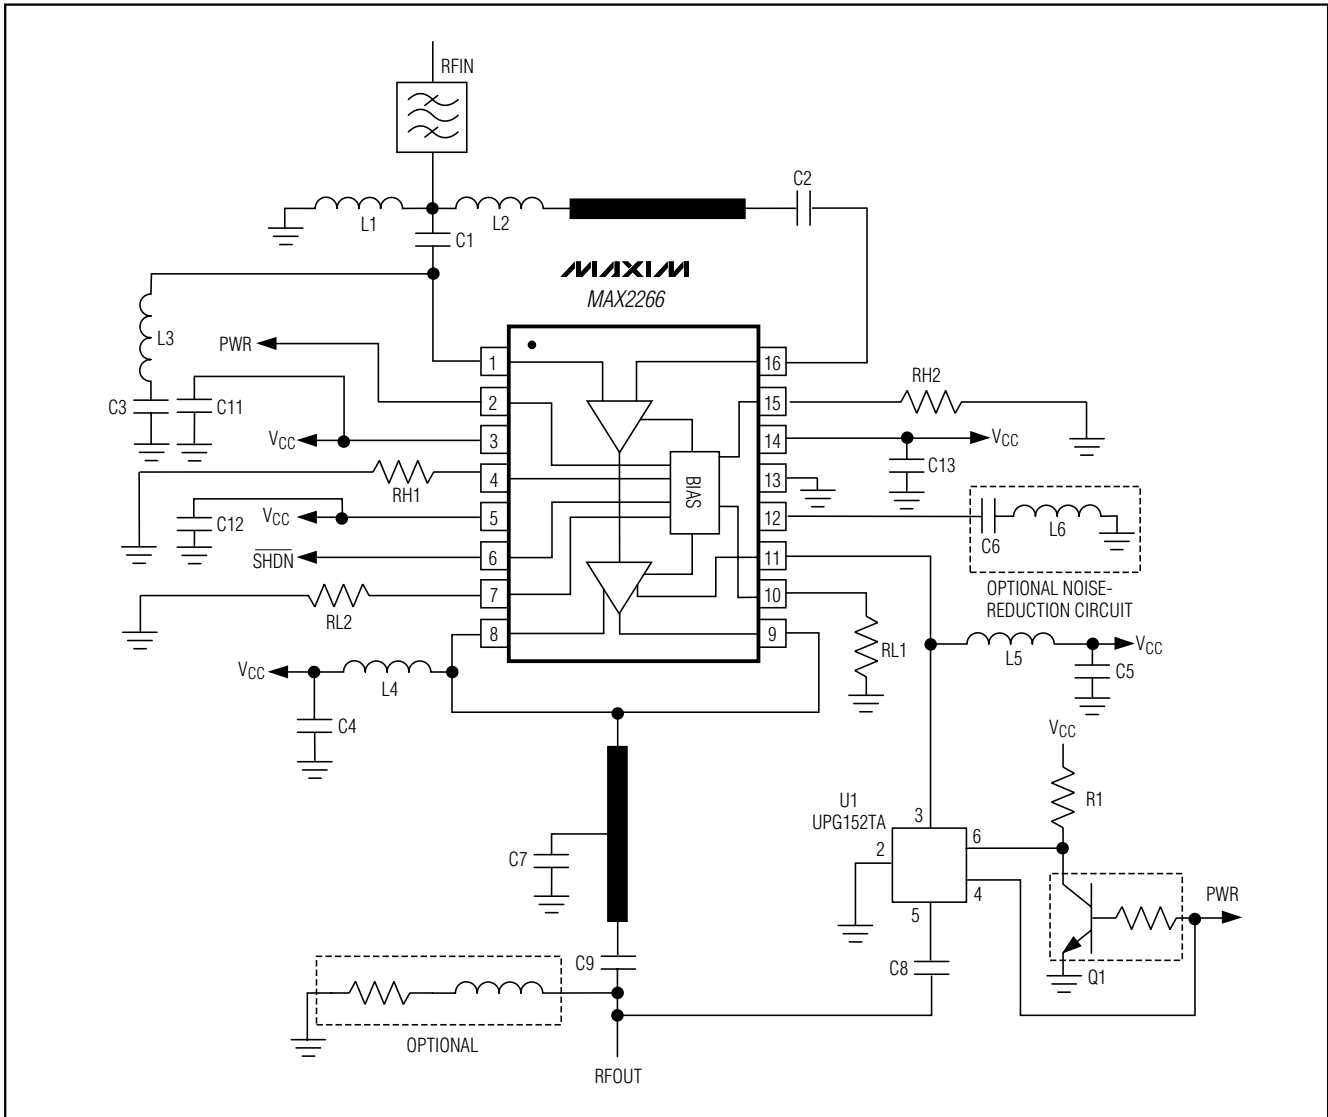 RFIN
C2
L1
L2
C1
MAXIM
MAX2266
L3
PWR
1
16
RH2
C3
C11
2
15
VCC
3
14
VCC
C13
RH1
4
BIAS
13
C12
VCC
5
12
C6
L6
SHDN
6
11
OPTIONAL NOISE-
REDUCTION CIRCUIT
RL2
7
10
8
9
RL1
VCC
L4
L5
VCC
C5
C4
VCC
R1
U1
UPG152TA
3
2
6
4
5
C7
PWR
Q1
C9
C8
OPTIONAL
RFOUT